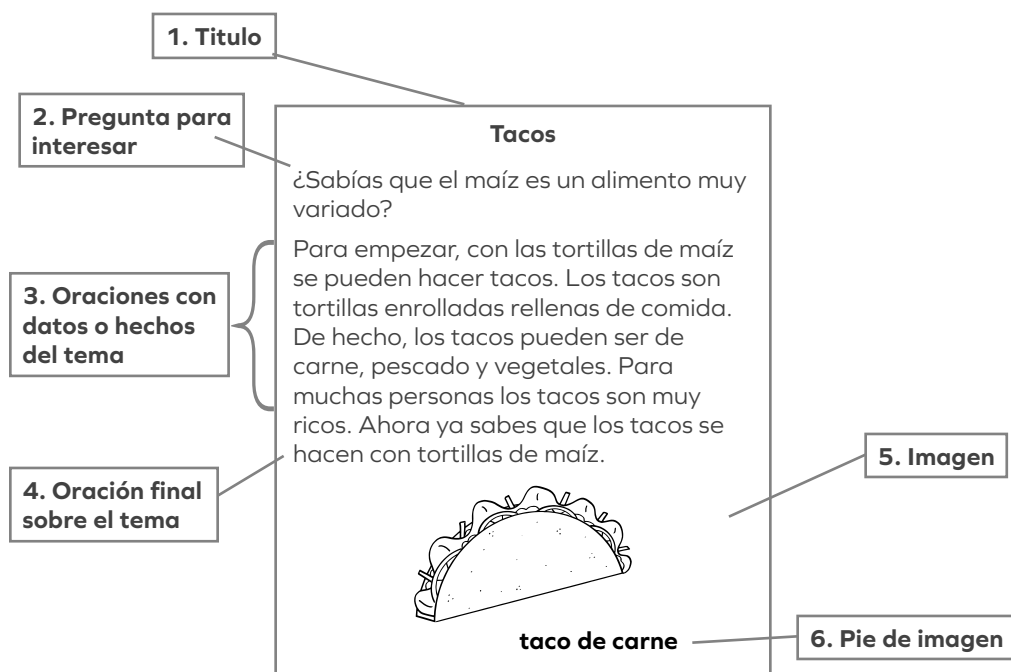 1. Titulo
2. Pregunta para
interesar
Tacos
¿Sabías que el maíz es un alimento muy
variado?
3. Oraciones con
datos o hechos
del tema
Para empezar, con las tortillas de maíz
se pueden hacer tacos. Los tacos son
tortillas enrolladas rellenas de comida.
De hecho, los tacos pueden ser de
carne, pescado y vegetales. Para
muchas personas los tacos son muy
ricos. Ahora ya sabes que los tacos se
hacen con tortillas de maíz.
4. Oración final
sobre el tema
5. Imagen
taco de carne
6. Pie de imagen